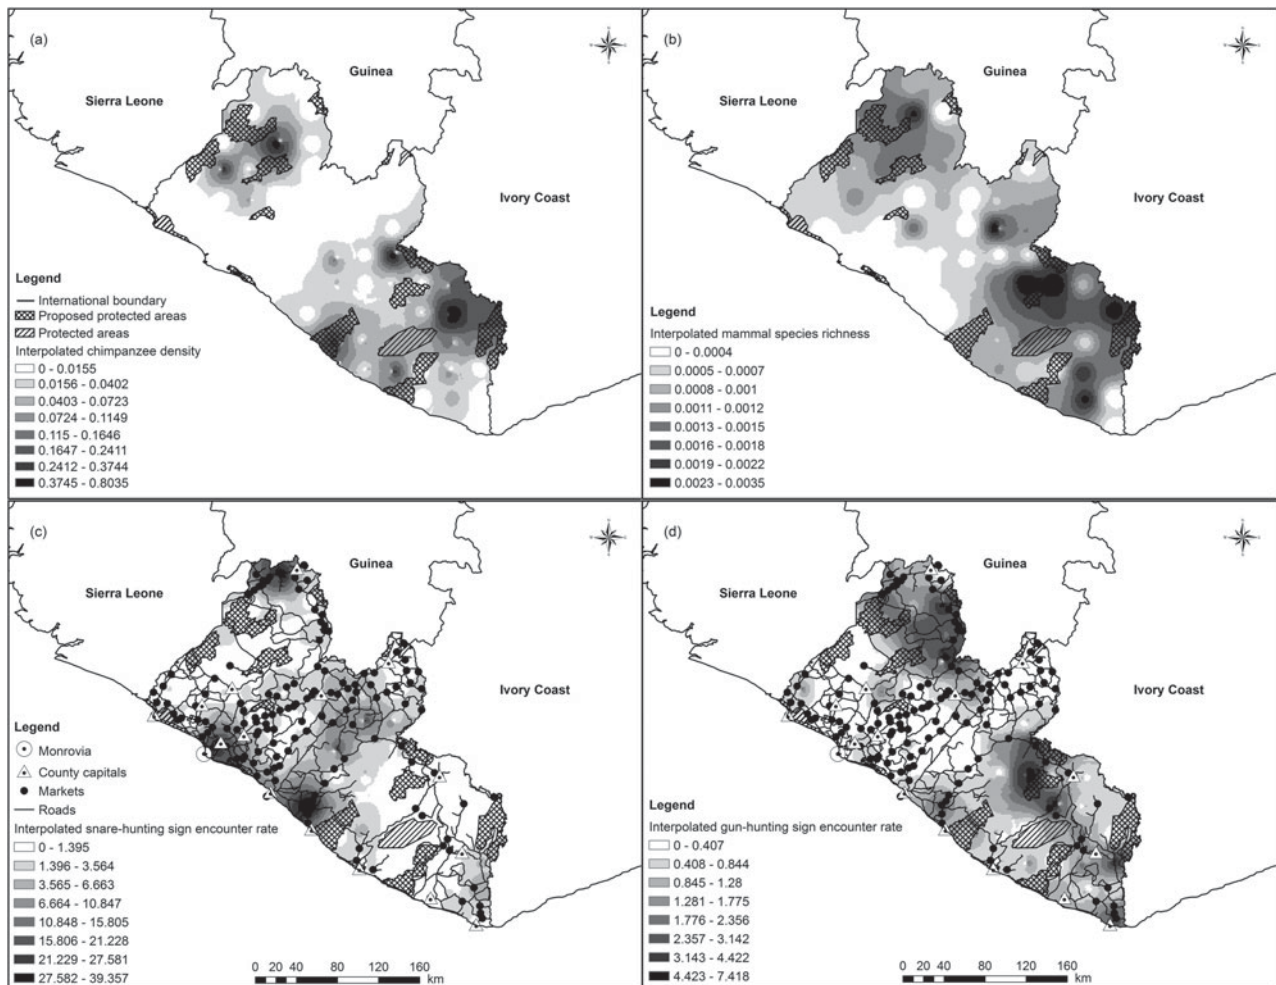 (a)
Guinea
Sierra Leone
Ivory Coast
Legend
International boundary
Proposed protected areas
Protected areas
Interpolated chimpanzee density
0 - 0.0155
0.0156 - 0.0402
0.0403 - 0.0723
0.0724 - 0.1149
0.115 - 0.1646
0.1647 - 0.2411
0.2412 - 0.3744
0.3745 - 0.8035
(b)
Guinea
Sierra Leone
Ivory Coast
Legend
Interpolated mammal species richness
0 - 0.0004
0.0005 - 0.0007
0.0008 - 0.001
0.0011 - 0.0012
0.0013 - 0.0015
0.0016 - 0.0018
0.0019 - 0.0022
0.0023 - 0.0035
(c)
Guinea
Sierra Leone
Ivory Coast
Legend
Monrovia
County capitals
Markets
Roads
Interpolated snare-hunting sign encounter rate
0 - 1.395
1.396 - 3.564
3.565 - 6.663
6.664 - 10.847
10.848 - 15.805
15.806 - 21.228
21.229 - 27.581
27.582 - 39.357
0 20 40 80 120 160
km
(d)
Guinea
Sierra Leone
Ivory Coast
Legend
Interpolated gun-hunting sign encounter rate
0 - 0.407
0.408 - 0.844
0.845 - 1.28
1.281 - 1.775
1.776 - 2.356
2.357 - 3.142
3.143 - 4.422
4.423 - 7.418
0 20 40 80 120 160
km